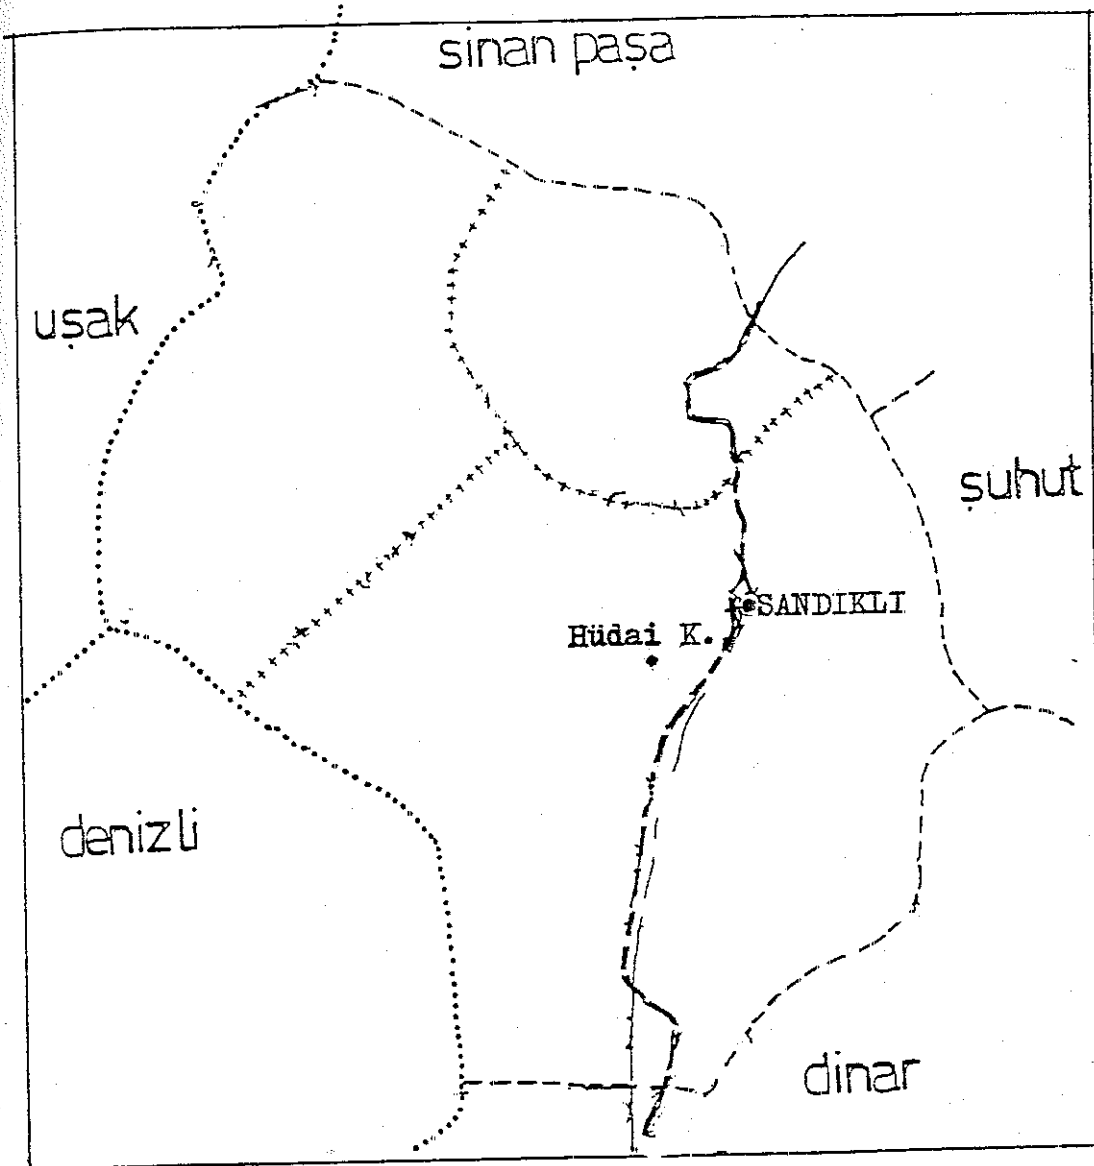 sinan paşa
uşak
şuhut
SANDIKLI
Hüdai K.
denizli
dinar